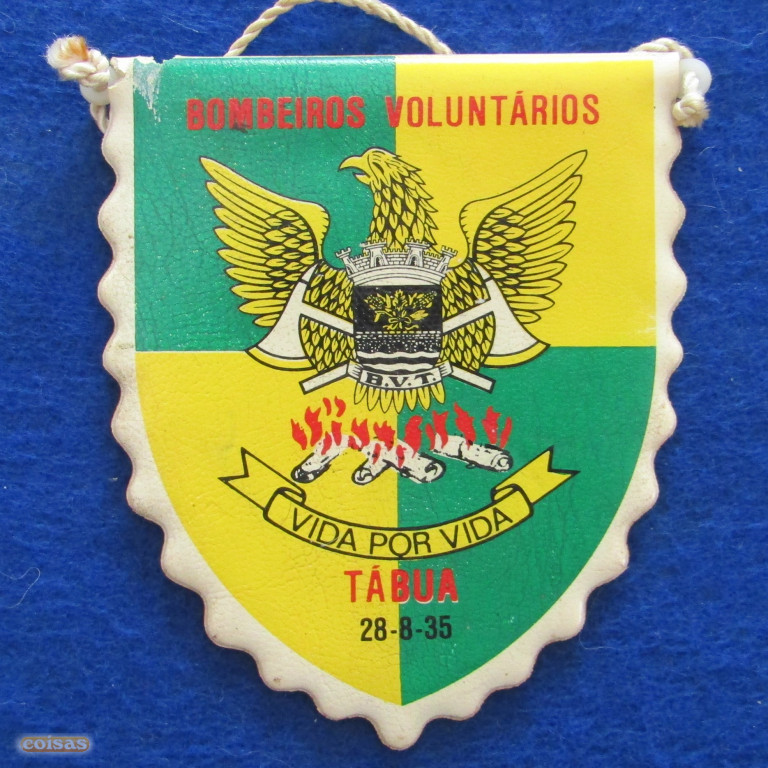 BOMBEIROS VOLUNTÁRIOS
B.V.T.
VIDA POR VIDA
TÁBUA
28-8-35
coisas